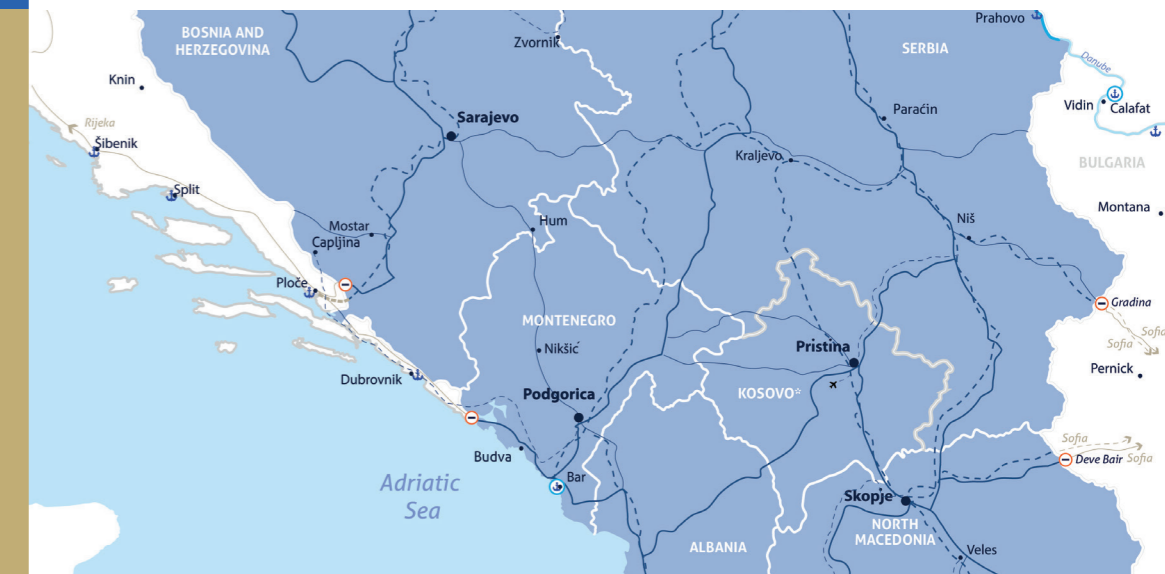 BOSNIA AND
HERZEGOVINA
Zvornik
SERBIA
Prahovo
Danube
Knin
Vidin
Calafat
Paraćin
Rijeka
Šibenik
Sarajevo
Kraljevo
BULGARIA
Split
Mostar
Capljina
Hum
Niš
Montana
Ploče
Gradina
MONTENEGRO
Sofia
Sofia
Nikšić
Pristina
Pernick
Dubrovnik
Podgorica
KOSOVO☆
Budva
Sofia
Deve Bair
Sofia
Adriatic
Sea
Bar
Skopje
NORTH
MACEDONIA
ALBANIA
Veles